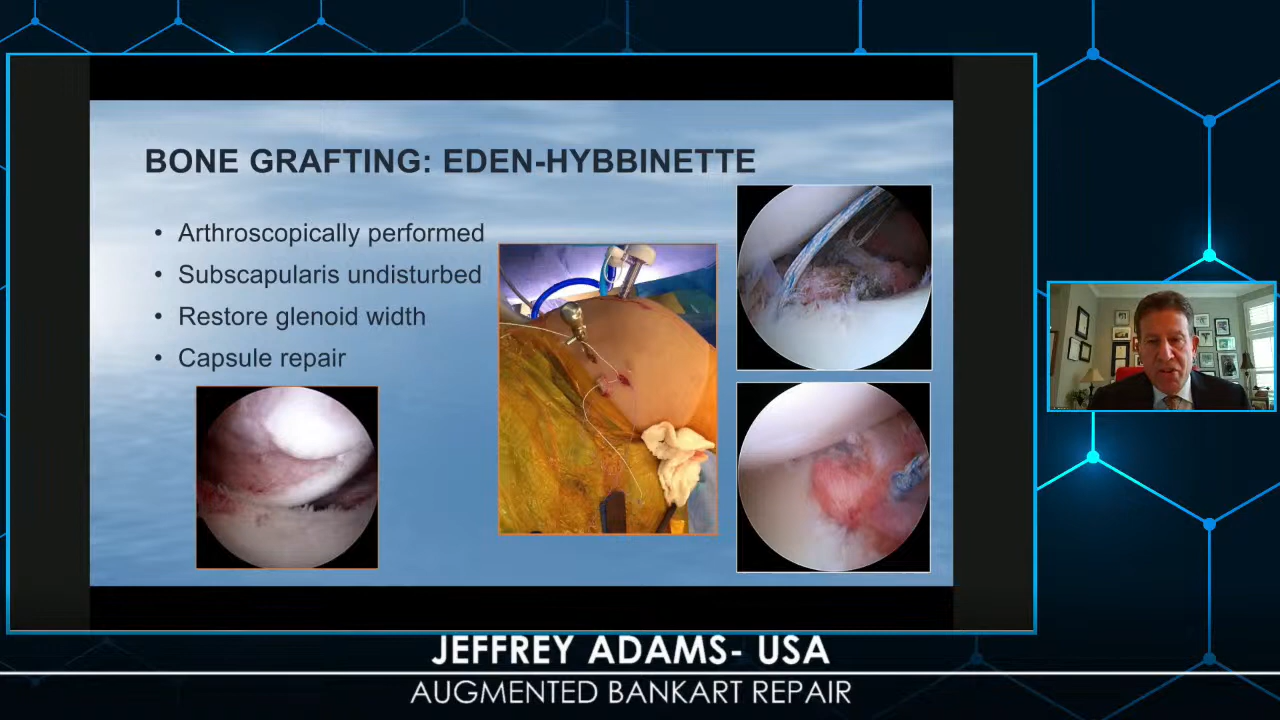 BONE GRAFTING: EDEN-HYBBINETTE
• Arthroscopically performed
• Subscapularis undisturbed
• Restore glenoid width
• Capsule repair
JEFFREY ADAMS- USA
AUGMENTED BANKART REPAIR